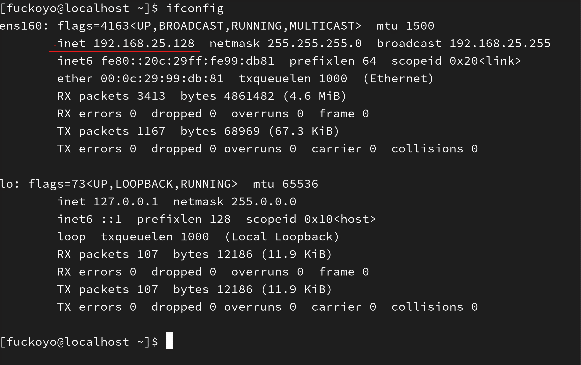 [fuckoyo@localhost ~]$ ifconfig
ens160: flags=4163<UP,BROADCAST,RUNNING,MULTICAST>  mtu 1500
inet 192.168.25.128  netmask 255.255.255.0  broadcast 192.168.25.255
inet6 fe80::20c:29ff:fe99:db81  prefixlen 64  scopeid 0x20<link>
ether 00:0c:29:99:db:81  txqueuelen 1000  (Ethernet)
RX packets 3413  bytes 4861482 (4.6 MiB)
RX errors 0  dropped 0  overruns 0  frame 0
TX packets 1167  bytes 68969 (67.3 KiB)
TX errors 0  dropped 0 overruns 0  carrier 0  collisions 0
lo: flags=73<UP,LOOPBACK,RUNNING>  mtu 65536
inet 127.0.0.1  netmask 255.0.0.0
inet6 ::1  prefixlen 128  scopeid 0x10<host>
loop  txqueuelen 1000  (Local Loopback)
RX packets 107  bytes 12186 (11.9 KiB)
RX errors 0  dropped 0  overruns 0  frame 0
TX packets 107  bytes 12186 (11.9 KiB)
TX errors 0  dropped 0 overruns 0  carrier 0  collisions 0
[fuckoyo@localhost ~]$